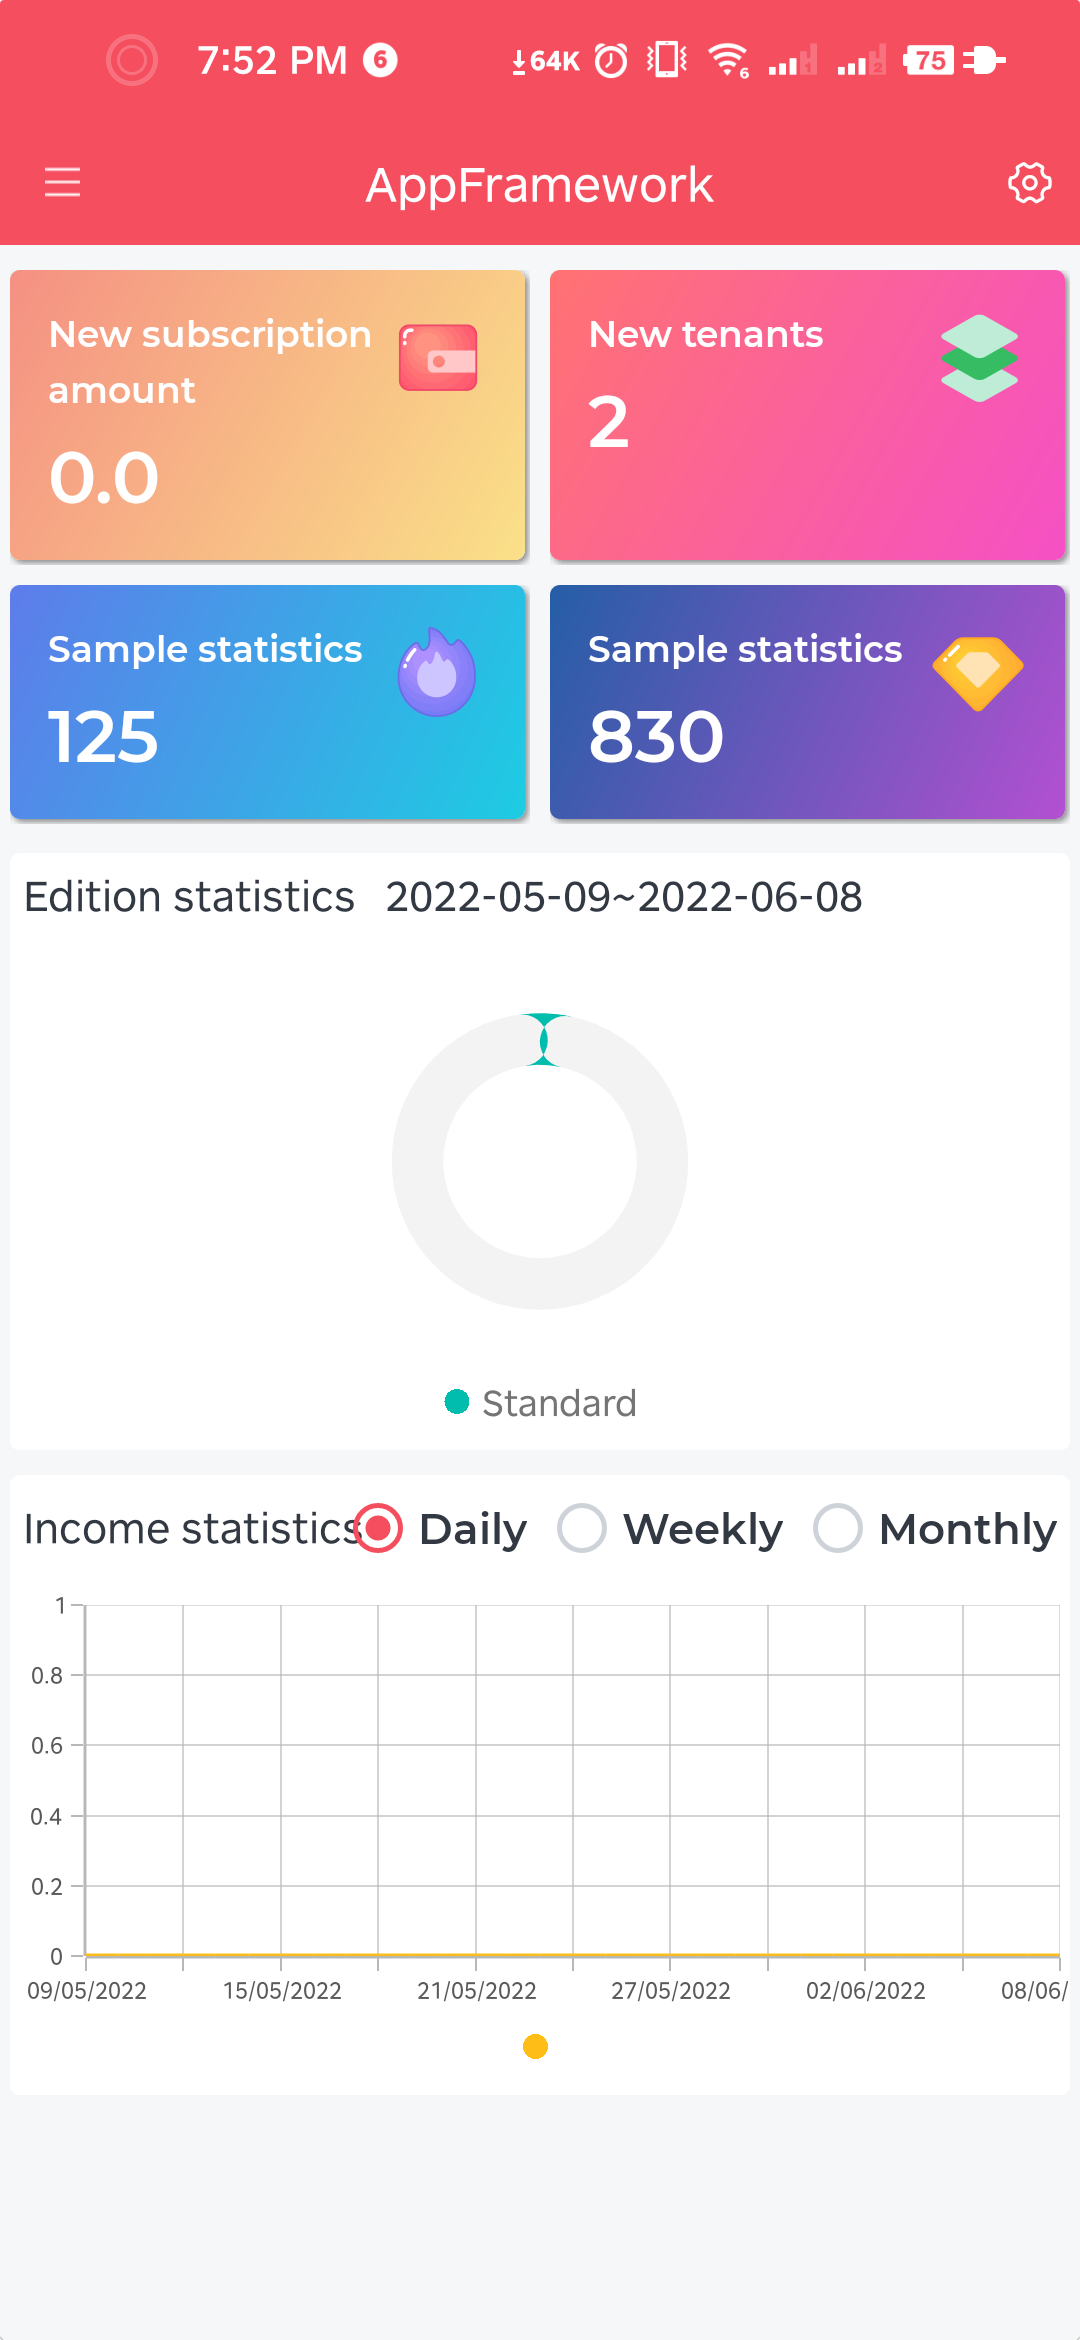 7:52 PM 6 64K 6 1 2 75
AppFramework
New subscription
amount
0.0
New tenants
2
Sample statistics
125
Sample statistics
830
Edition statistics 2022-05-09~2022-06-08
Standard
Income statistics Daily Weekly Monthly
1
0.8
0.6
0.4
0.2
0
09/05/2022 15/05/2022 21/05/2022 27/05/2022 02/06/2022 08/06/